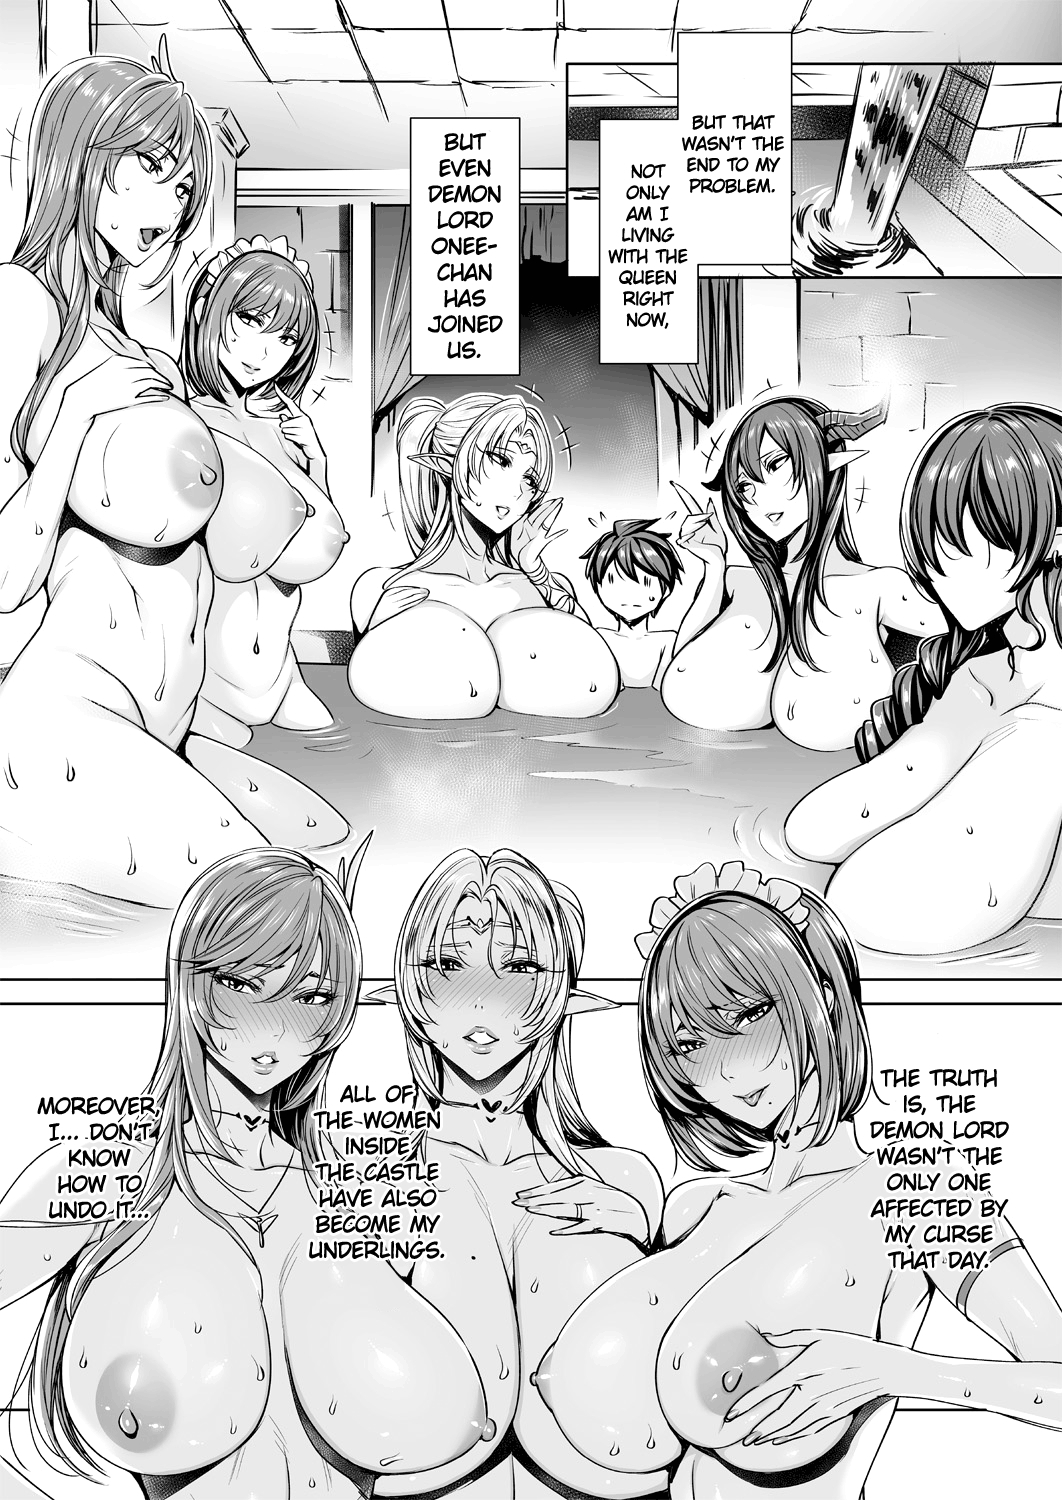 BUT THAT
WASN'T THE
END TO MY
PROBLEM.
NOT
ONLY
AM I
LIVING
WITH THE
QUEEN
RIGHT
NOW,
BUT
EVEN
DEMON
LORD
ONEE-
CHAN
HAS
JOINED
US.
THE TRUTH
IS, THE
DEMON LORD
WASN'T THE
ONLY ONE
AFFECTED BY
MY CURSE
THAT DAY.
ALL OF
THE WOMEN
INSIDE
THE CASTLE
HAVE ALSO
BECOME MY
UNDERLINGS.
MOREOVER,
I... DON'T
KNOW
HOW TO
UNDO IT...